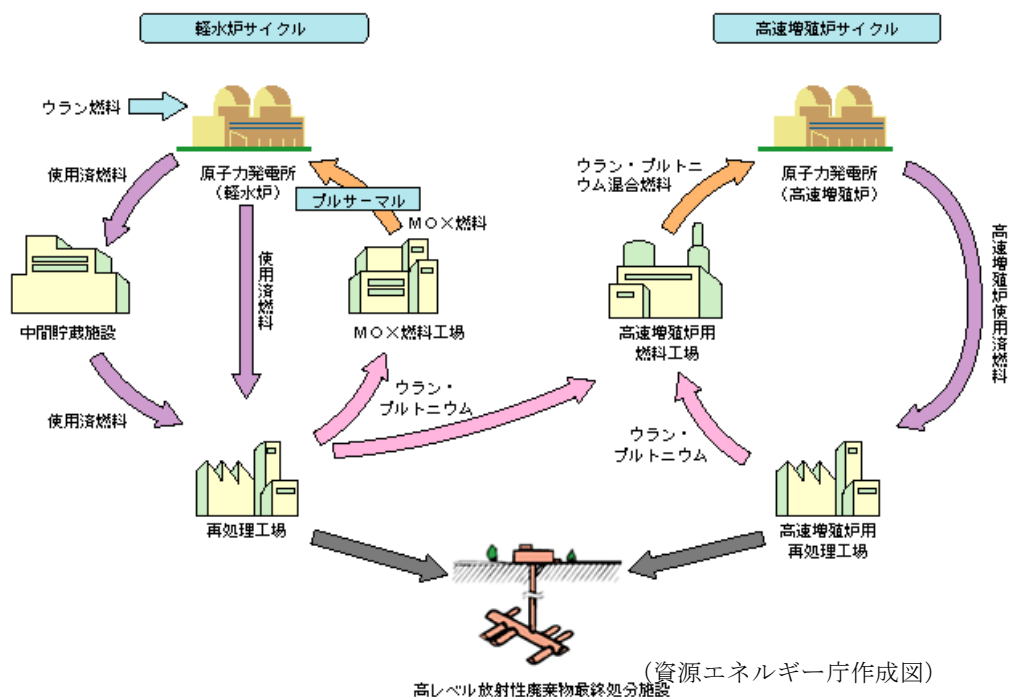 軽水炉サイクル
高速増殖炉サイクル
ウラン燃料
使用済燃料
原子力発電所
（軽水炉）
プルサーマル
MOX燃料
使用済燃料
中間貯蔵施設
MOX燃料工場
使用済燃料
ウラン・
プルトニウム
再処理工場
ウラン・プルトニ
ウム混合燃料
原子力発電所
（高速増殖炉）
高速増殖炉使用済燃料
高速増殖炉用
燃料工場
ウラン・
プルトニウム
高速増殖炉用
再処理工場
（資源エネルギー庁作成図）
高レベル放射性廃棄物最終処分施設